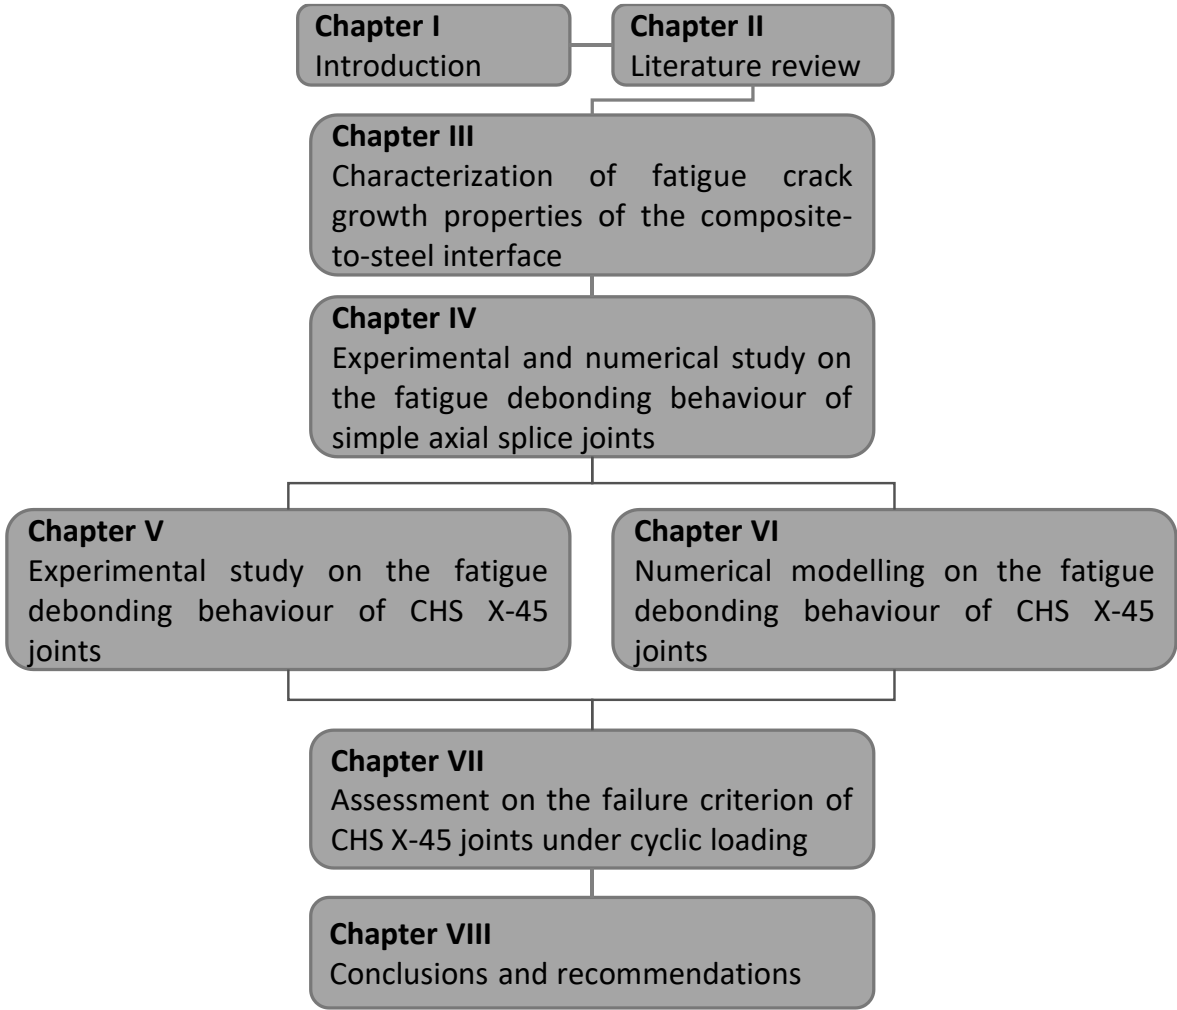 Chapter I
Introduction
Chapter II
Literature review
Chapter III
Characterization of fatigue crack
growth properties of the composite-
to-steel interface
Chapter IV
Experimental and numerical study on
the fatigue debonding behaviour of
simple axial splice joints
Chapter V
Experimental study on the fatigue
debonding behaviour of CHS X-45
joints
Chapter VI
Numerical modelling on the fatigue
debonding behaviour of CHS X-45
joints
Chapter VII
Assessment on the failure criterion of
CHS X-45 joints under cyclic loading
Chapter VIII
Conclusions and recommendations